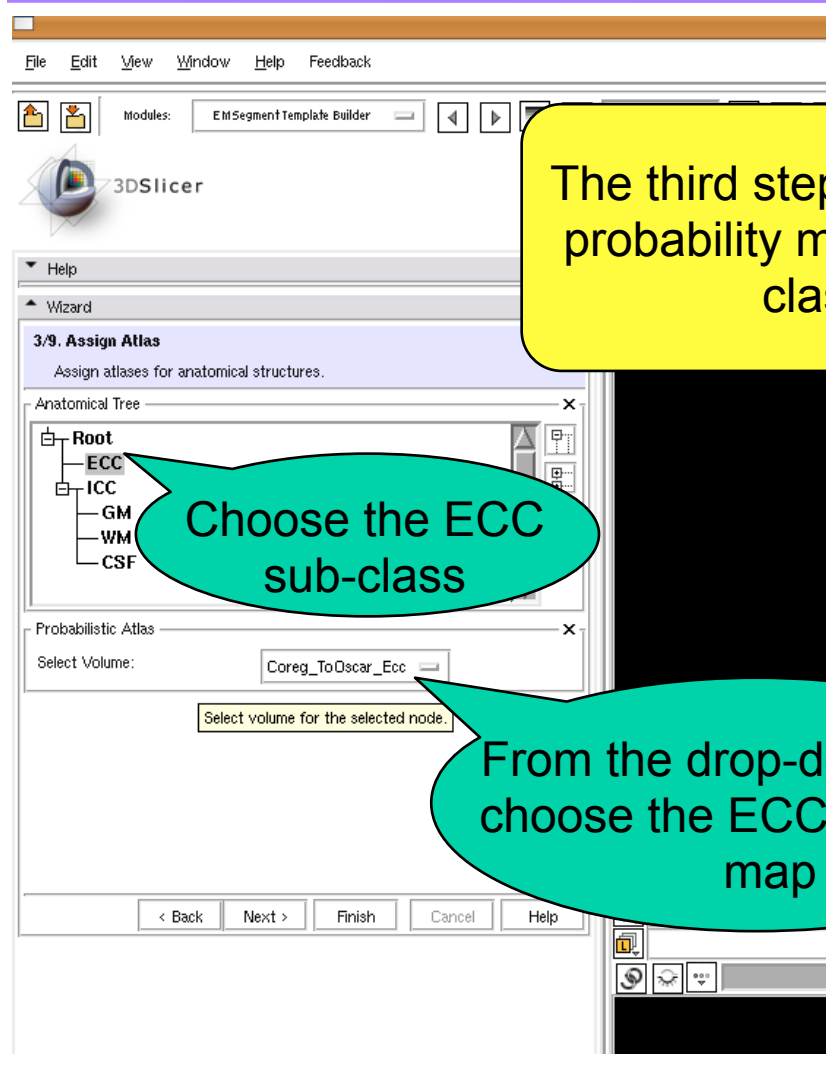 File Edit View Window Help Feedback
Modules: EMSegment Template Builder
3DSlicer
The third step
probability m
clas
Help
Wizard
3/9. Assign Atlas
Assign atlases for anatomical structures.
Anatomical Tree
Root
ECC
ICC
GM
WM
CSF
Choose the ECC
sub-class
Probabilistic Atlas
Select Volume: Coreg_ToOscar_Ecc
Select volume for the selected node.
From the drop-d
choose the ECC
map
< Back Next > Finish Cancel Help
L